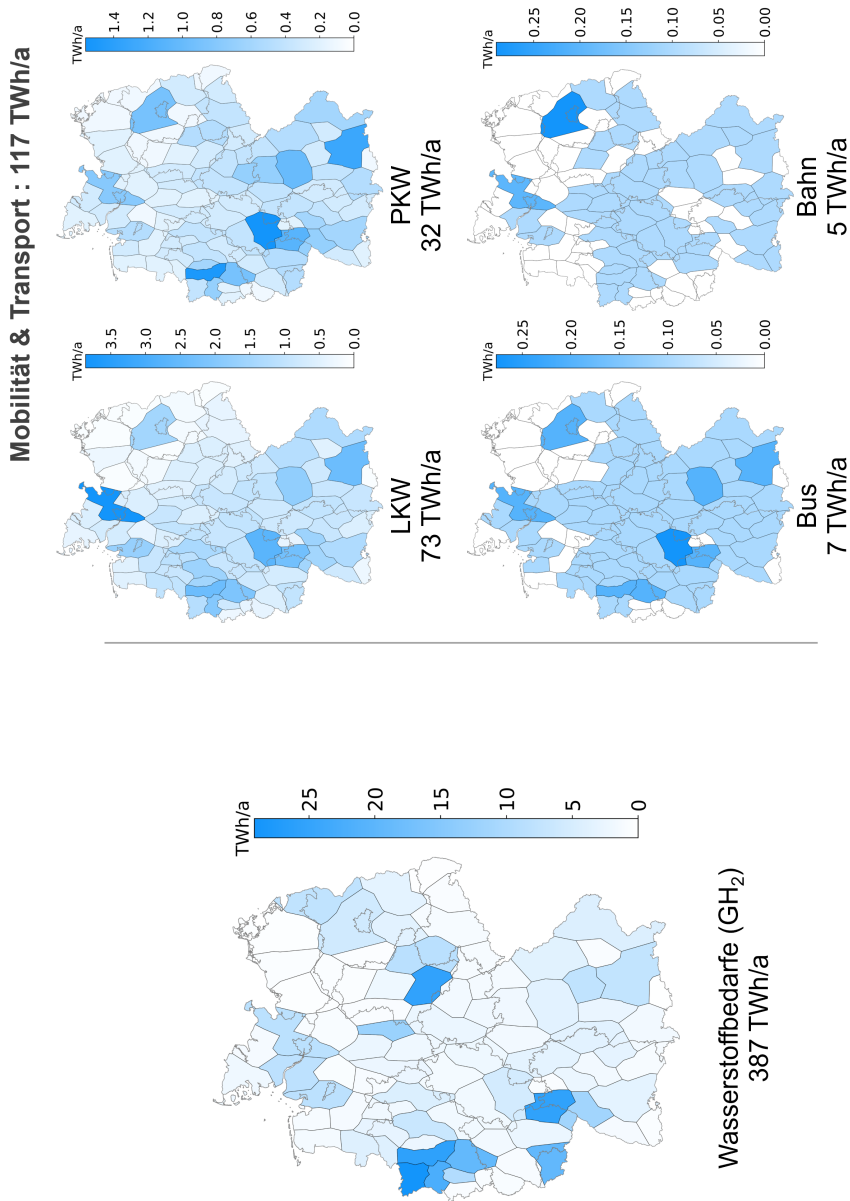 Mobilität & Transport : 117 TWh/a
TWh/a
25
20
15
10
5
0
Wasserstoffbedarfe (GH₂)
387 TWh/a
TWh/a
3.5
3.0
2.5
2.0
1.5
1.0
0.5
0.0
LKW
73 TWh/a
TWh/a
1.4
1.2
1.0
0.8
0.6
0.4
0.2
0.0
PKW
32 TWh/a
TWh/a
0.25
0.20
0.15
0.10
0.05
0.00
Bus
7 TWh/a
TWh/a
0.25
0.20
0.15
0.10
0.05
0.00
Bahn
5 TWh/a